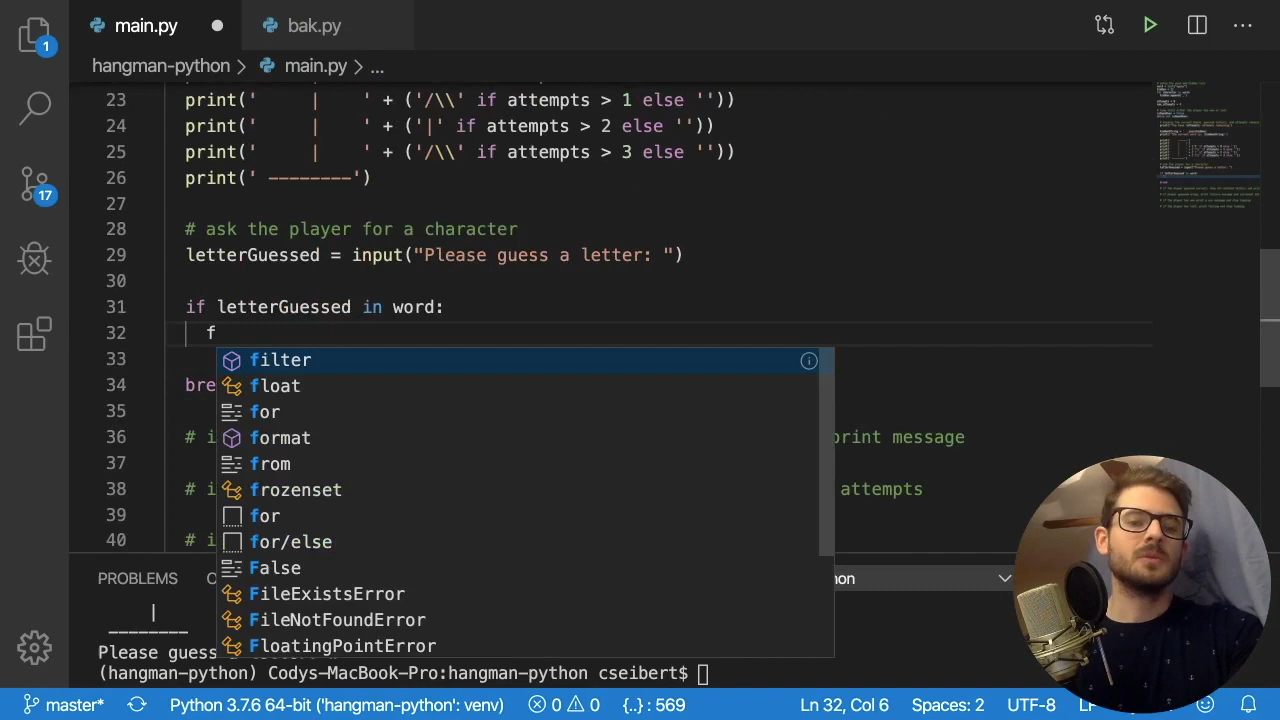 main.py
bak.py
1
hangman-python > main.py > ...
23 print('      |    ' + ('/\\' if attempts > 1 else ''))
24 print('      |    ' + ('|' if attempts > 2 else ''))
25 print('      |    ' + ('/\\' if attempts > 3 else ''))
26 print(' --------')
27
28 # ask the player for a character
29 letterGuessed = input("Please guess a letter: ")
30
31 if letterGuessed in word:
32 f
filter
33
float
34 bre
for
35
format
36 # i print message
from
37
frozenset
38 # i attempts
for
39
for/else
40 # i
False
FileExistsError
FileNotFoundError
FloatingPointError
17
PROBLEMS
|
--------
Please guess
(hangman-python) Codys-MacBook-Pro:hangman-python cseibert$
master* Python 3.7.6 64-bit ('hangman-python': venv) 0 0 {..} : 569 Ln 32, Col 6 Spaces: 2 UTF-8